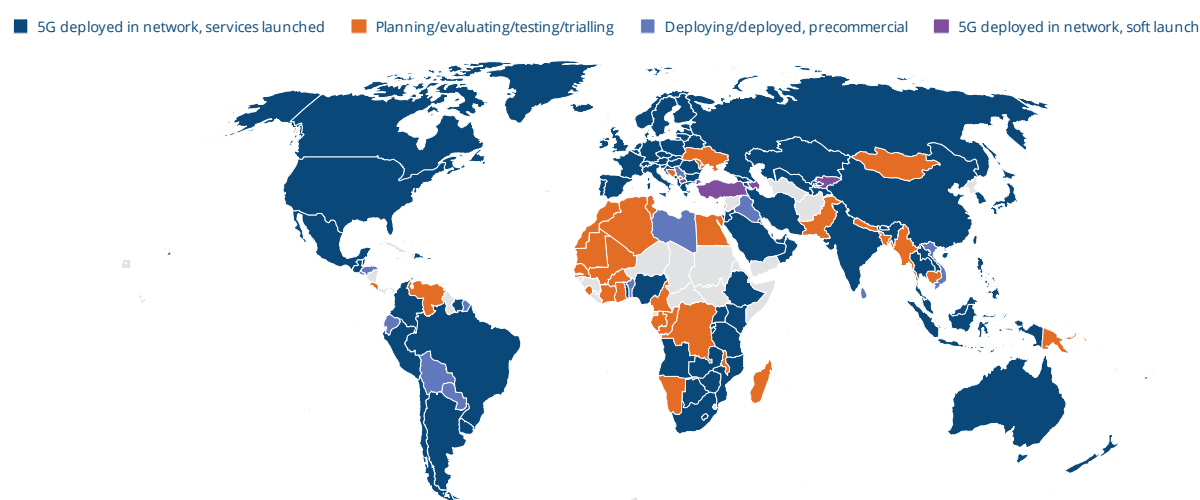 5G deployed in network, services launched Planning/evaluating/testing/trialling Deploying/deployed, precommercial 5G deployed in network, soft launch